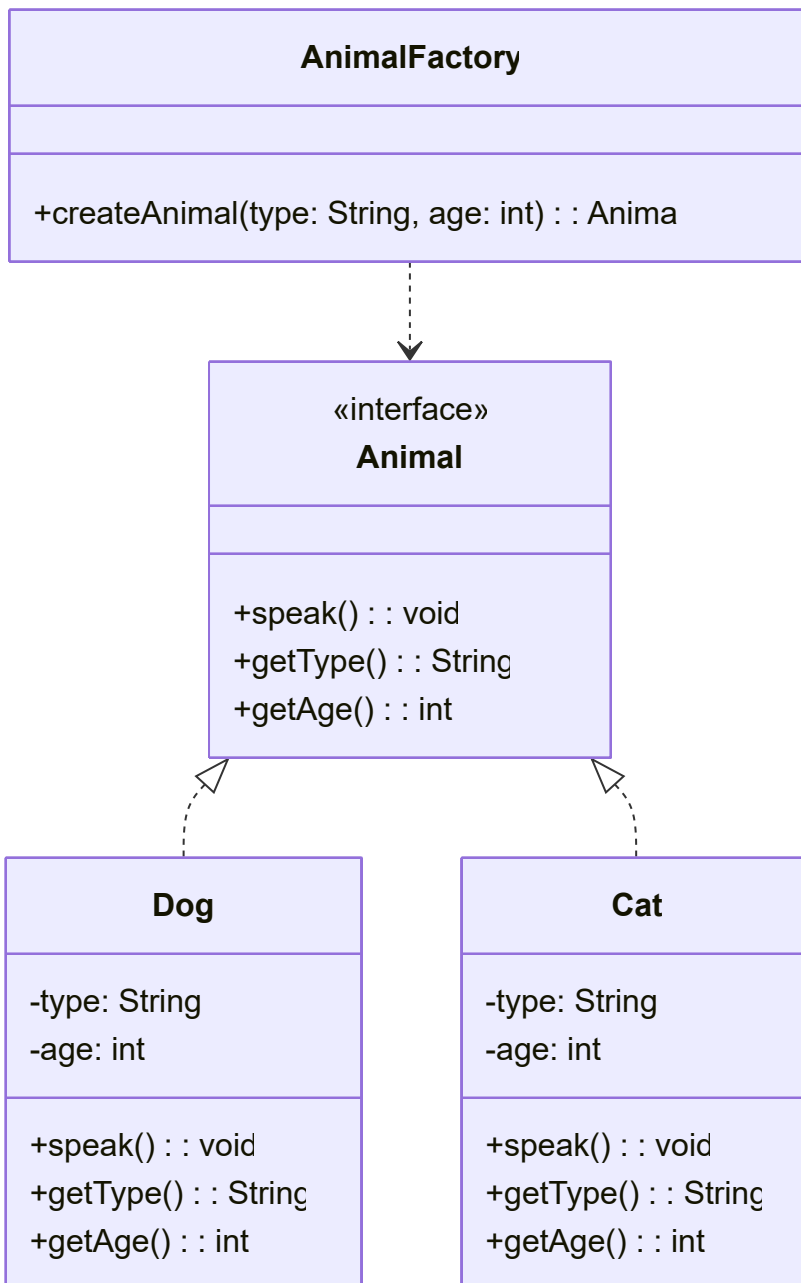 AnimalFactory
+createAnimal(type: String, age: int) : : Anima
«interface»
Animal
+speak() : : void
+getType() : : String
+getAge() : : int
Dog
-type: String
-age: int
+speak() : : void
+getType() : : String
+getAge() : : int
Cat
-type: String
-age: int
+speak() : : void
+getType() : : String
+getAge() : : int